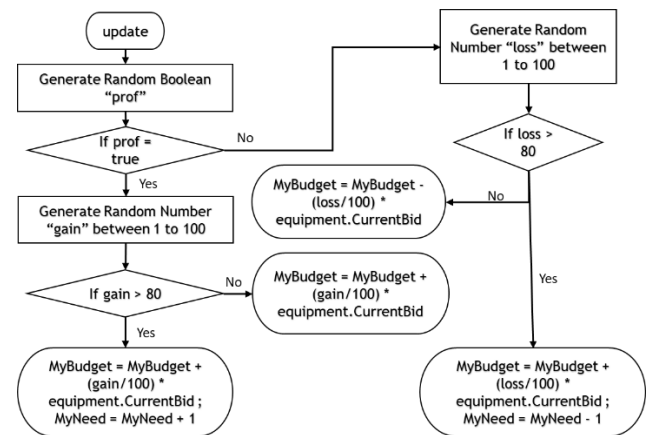 update
Generate Random Boolean
“prof”
If prof =
true
No
Yes
Generate Random Number
“gain” between 1 to 100
If gain > 80
No
MyBudget = MyBudget +
(gain/100) *
equipment.CurrentBid
Yes
MyBudget = MyBudget +
(gain/100) *
equipment.CurrentBid ;
MyNeed = MyNeed + 1
Generate Random
Number “loss” between
1 to 100
If loss >
80
No
MyBudget = MyBudget -
(loss/100) *
equipment.CurrentBid
Yes
MyBudget = MyBudget +
(loss/100) *
equipment.CurrentBid ;
MyNeed = MyNeed - 1